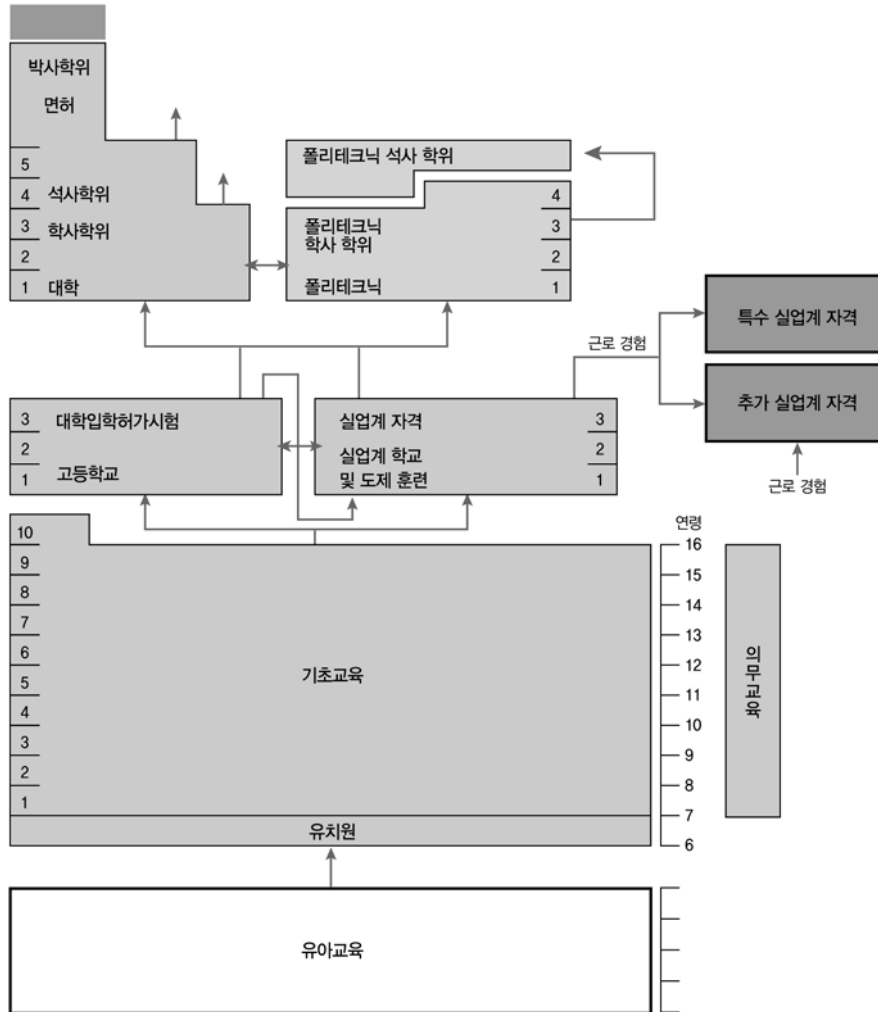 박사학위
면허
5
4 석사학위
3 학사학위
2
1 대학
폴리테크닉 석사 학위
4
폴리테크닉 3
학사 학위
2
폴리테크닉 1
특수 실업계 자격
근로 경험
추가 실업계 자격
근로 경험
3 대학입학허가시험
2
1 고등학교
실업계 자격 3
실업계 학교 2
및 도제 훈련 1
10
9
8
7
6
5
4
3
2
1
기초교육
유치원
연령
16
15
14
13
12
11
10
9
8
7
6
의무교육
유아교육